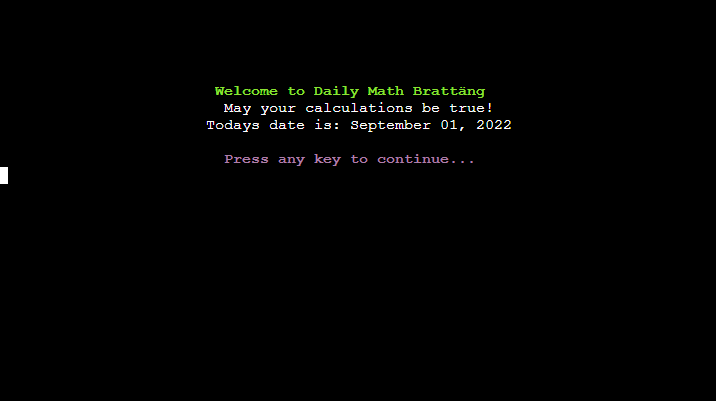 Welcome to Daily Math Brattäng
May your calculations be true!
Todays date is: September 01, 2022
Press any key to continue...